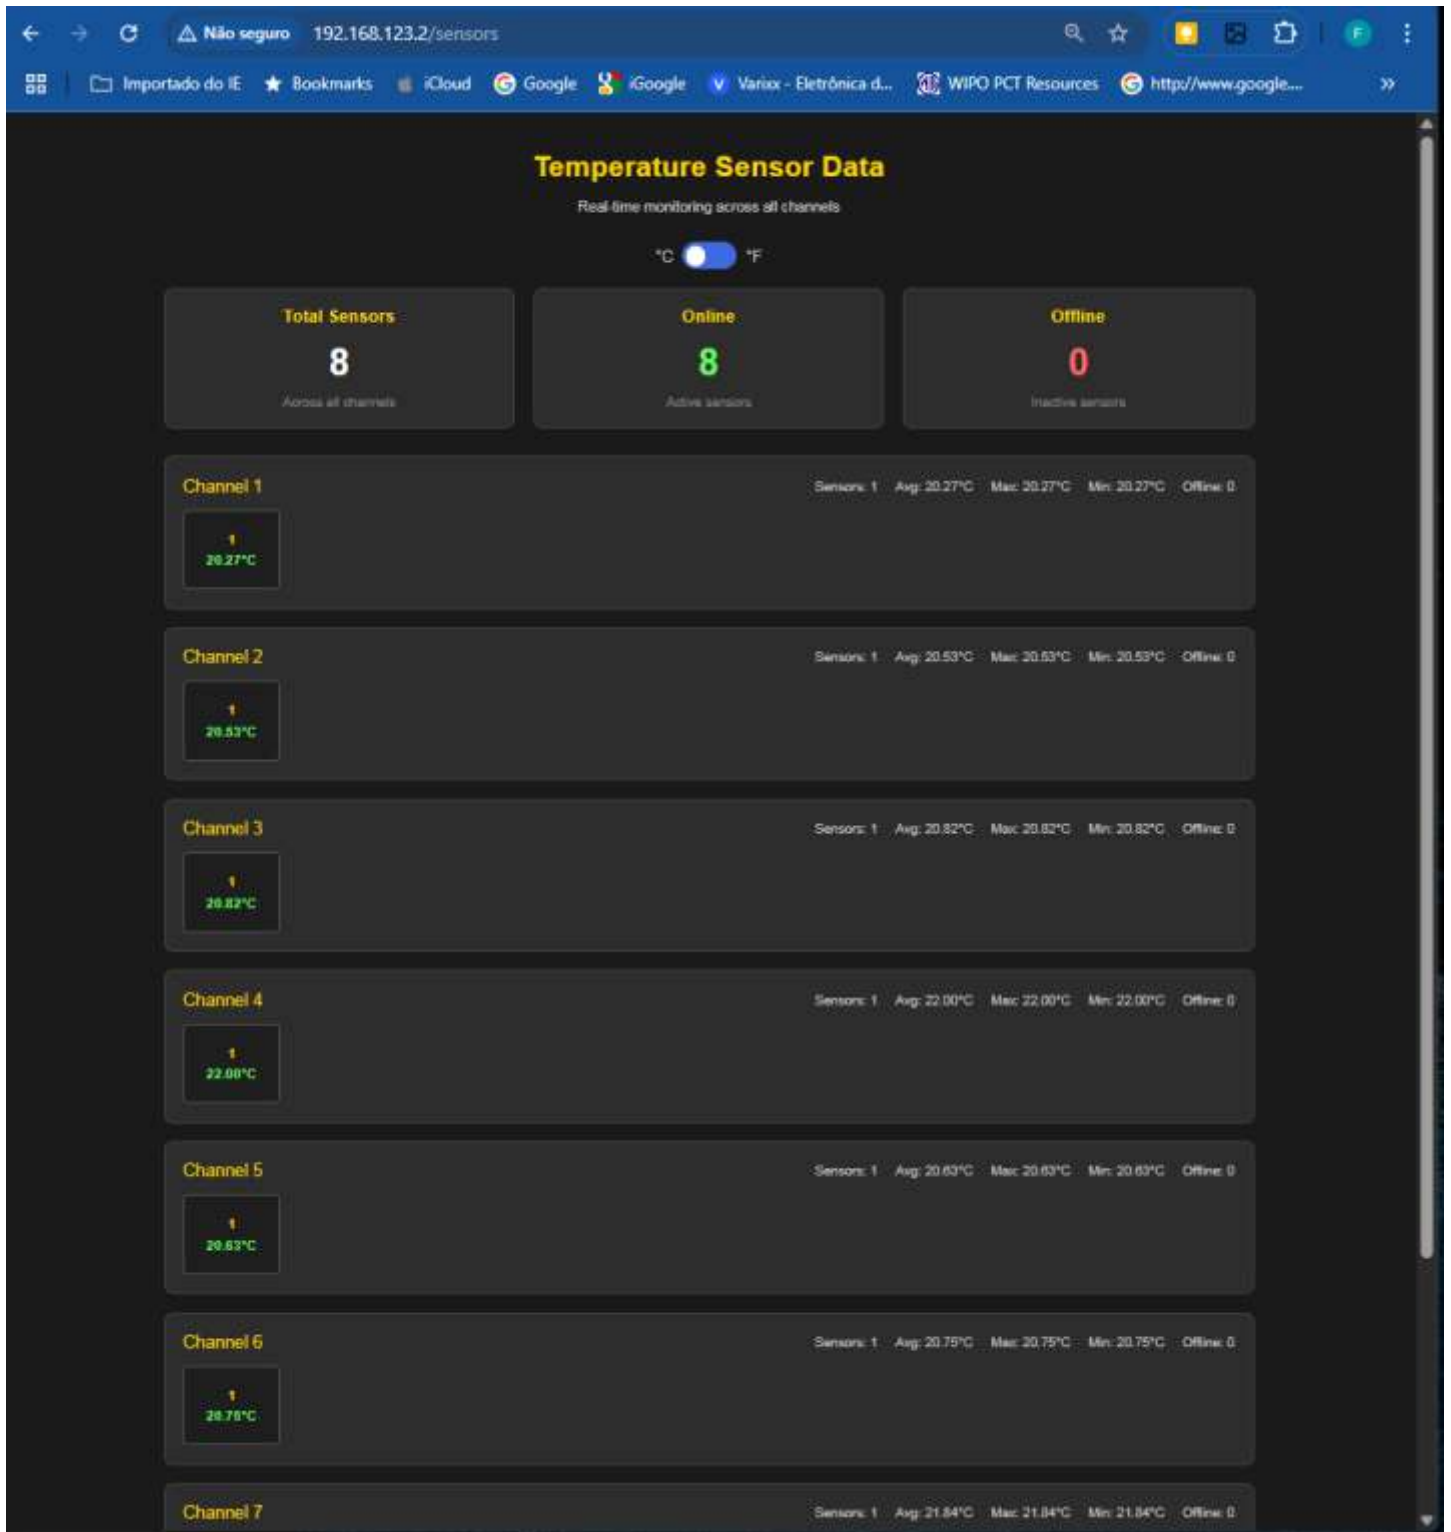 Não seguro 192.168.123.2/sensors
Importado do IE Bookmarks iCloud Google iGoogle Varixx - Eletrônica d... WIPO PCT Resources http://www.google.... »
Temperature Sensor Data
Real-time monitoring across all channels
°C °F
Total Sensors Online Offline
8 8 0
Across all channels Active sensors Inactive sensors
Channel 1 Sensors: 1 Avg: 20.27°C Max: 20.27°C Min: 20.27°C Offline: 0
1
20.27°C
Channel 2 Sensors: 1 Avg: 20.53°C Max: 20.53°C Min: 20.53°C Offline: 0
1
20.53°C
Channel 3 Sensors: 1 Avg: 20.82°C Max: 20.82°C Min: 20.82°C Offline: 0
1
20.82°C
Channel 4 Sensors: 1 Avg: 22.00°C Max: 22.00°C Min: 22.00°C Offline: 0
1
22.00°C
Channel 5 Sensors: 1 Avg: 20.63°C Max: 20.63°C Min: 20.63°C Offline: 0
1
20.63°C
Channel 6 Sensors: 1 Avg: 20.75°C Max: 20.75°C Min: 20.75°C Offline: 0
1
20.75°C
Channel 7 Sensors: 1 Avg: 21.84°C Max: 21.84°C Min: 21.84°C Offline: 0